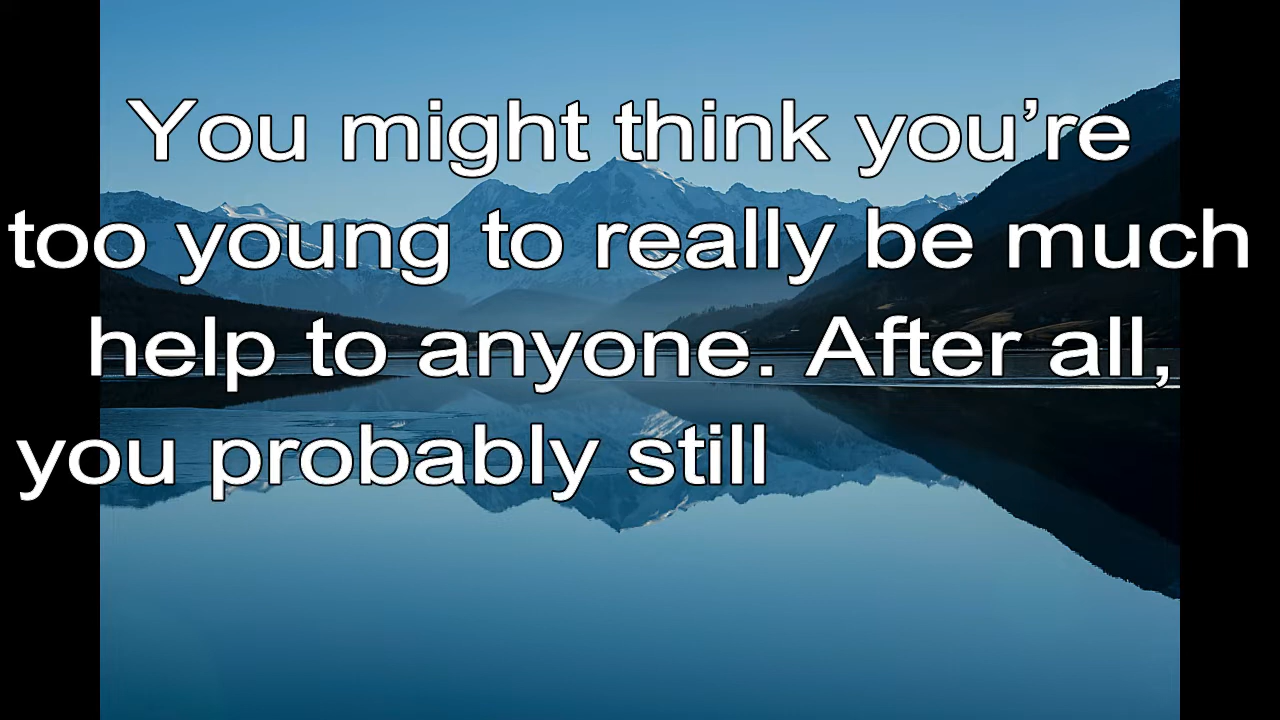 You might think you’re
too young to really be much
help to anyone. After all,
you probably still